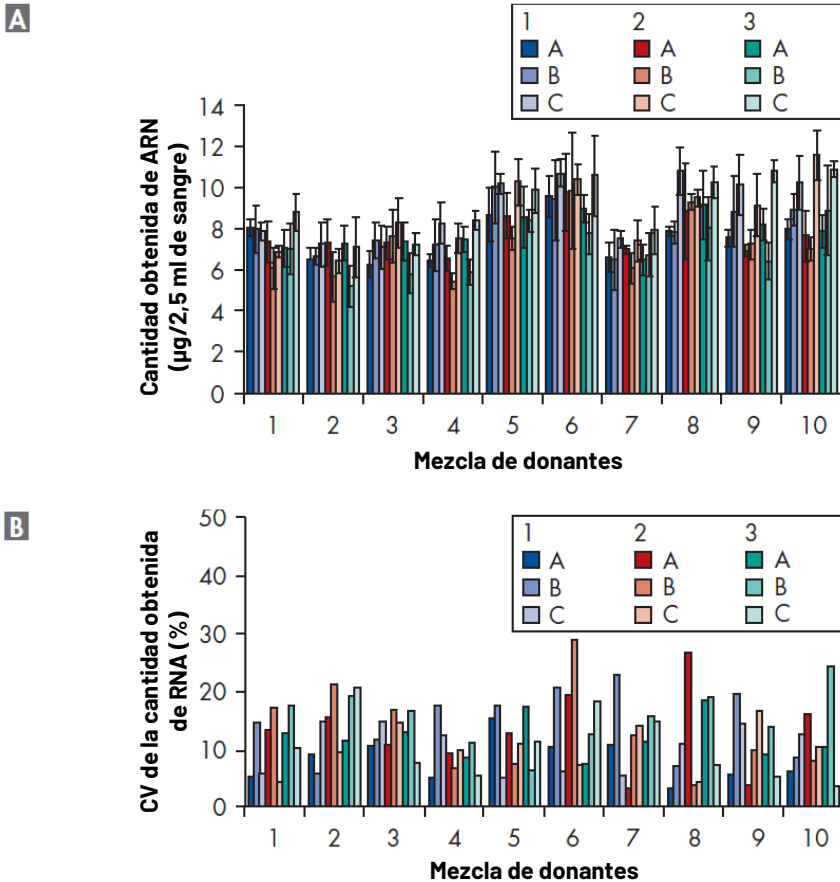 A
1 2 3
A A A
B B B
C C C
Cantidad obtenida de ARN
(µg/2,5 ml de sangre)
14
12
10
8
6
4
2
0
1 2 3 4 5 6 7 8 9 10
Mezcla de donantes
B
1 2 3
A A A
B B B
C C C
CV de la cantidad obtenida
de RNA (%)
50
40
30
20
10
0
1 2 3 4 5 6 7 8 9 10
Mezcla de donantes